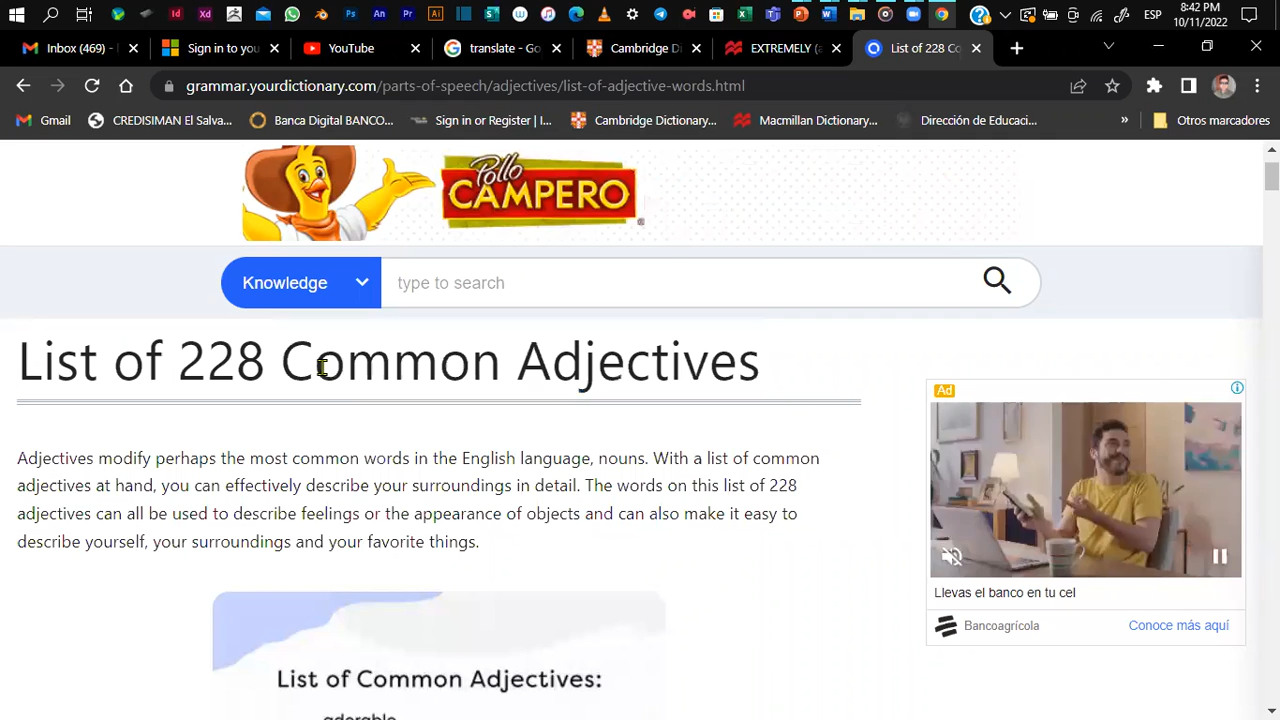 ESP
8:42 PM
10/11/2022
Inbox (469) -
Sign in to you
YouTube
translate - Go
Cambridge Di
EXTREMELY (a
List of 228 Co
grammar.yourdictionary.com/parts-of-speech/adjectives/list-of-adjective-words.html
Gmail
CREDISIMAN El Salva...
Banca Digital BANCO...
Sign in or Register | I...
Cambridge Dictionary...
Macmillan Dictionary...
Dirección de Educaci...
»
Otros marcadores
Pollo
CAMPERO
Knowledge
type to search
List of 228 Common Adjectives
Adjectives modify perhaps the most common words in the English language, nouns. With a list of common
adjectives at hand, you can effectively describe your surroundings in detail. The words on this list of 228
adjectives can all be used to describe feelings or the appearance of objects and can also make it easy to
describe yourself, your surroundings and your favorite things.
Ad
Llevas el banco en tu cel
Bancoagrícola
Conoce más aquí
List of Common Adjectives:
adorable